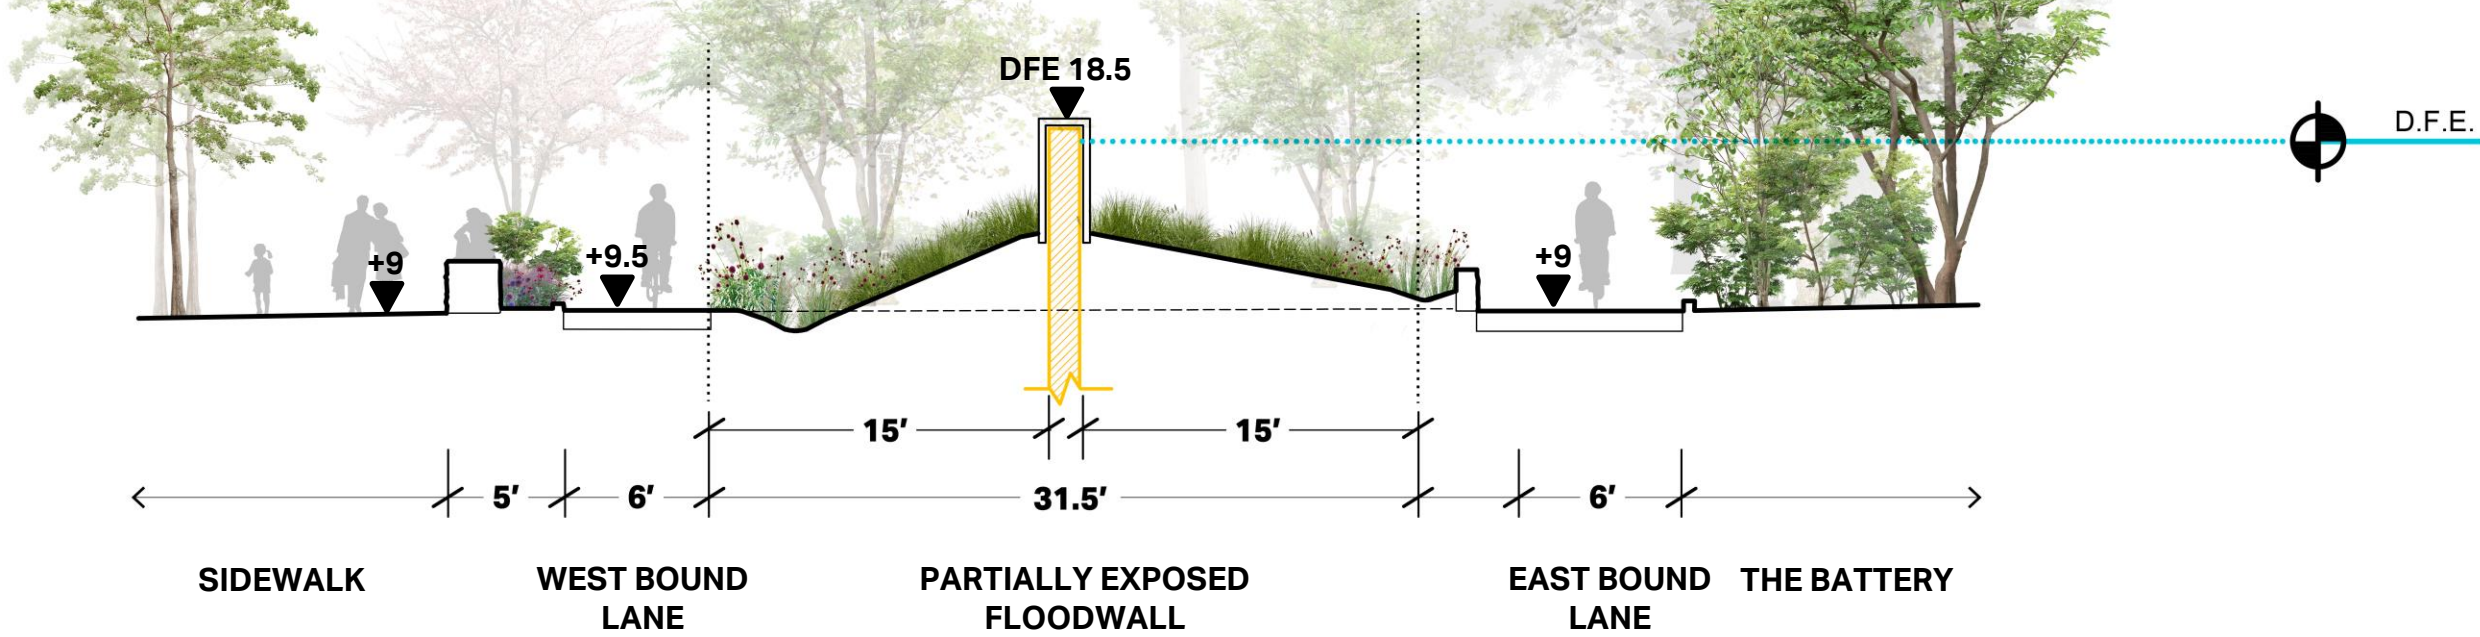 DFE 18.5
D.F.E.
+9
+9.5
+9
15′
15′
5′
6′
31.5′
6′
SIDEWALK
WEST BOUND
LANE
PARTIALLY EXPOSED
FLOODWALL
EAST BOUND
LANE
THE BATTERY